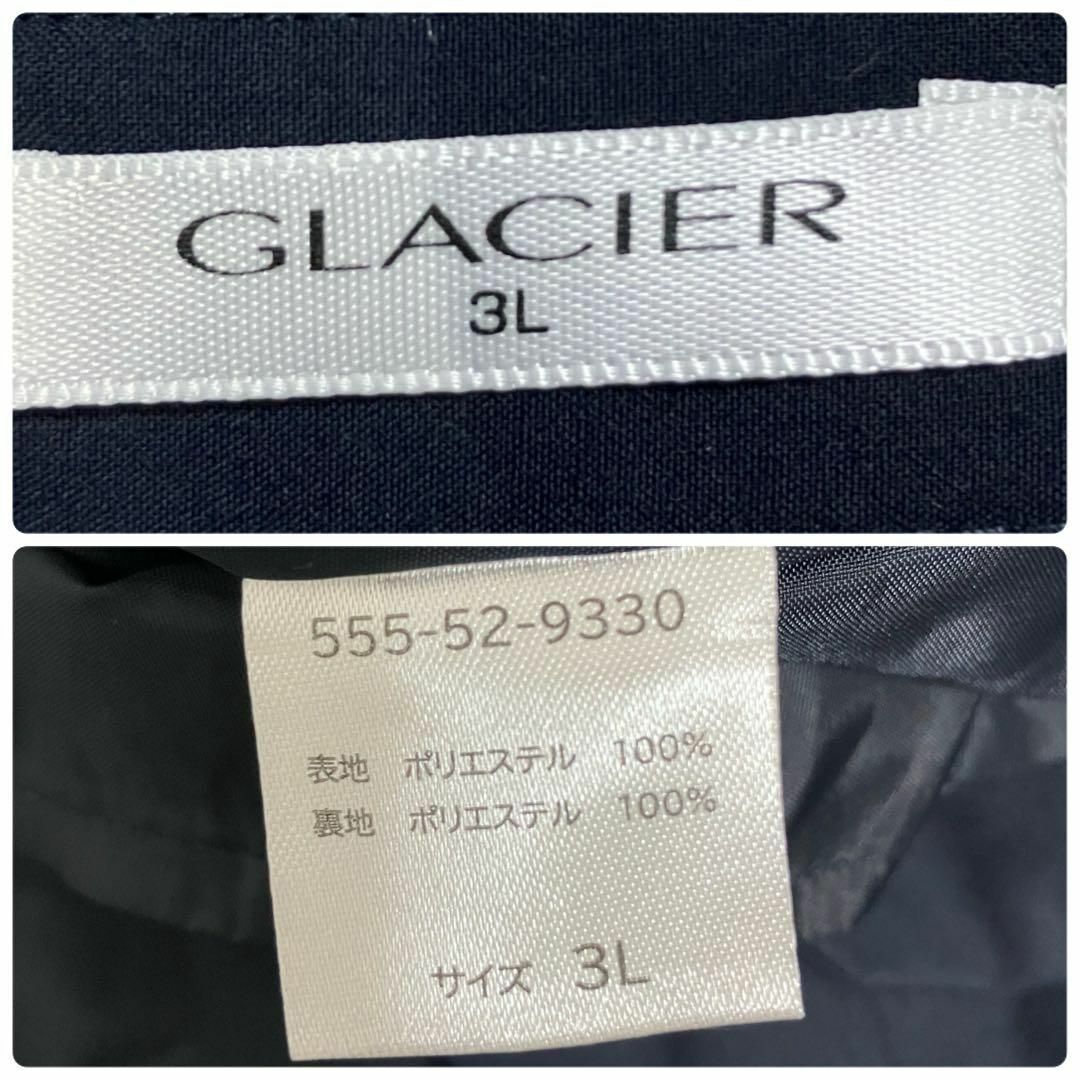 GLACIER
3L
555-52-9330
表地 ポリエステル 100%
裏地 ポリエステル 100%
サイズ 3L